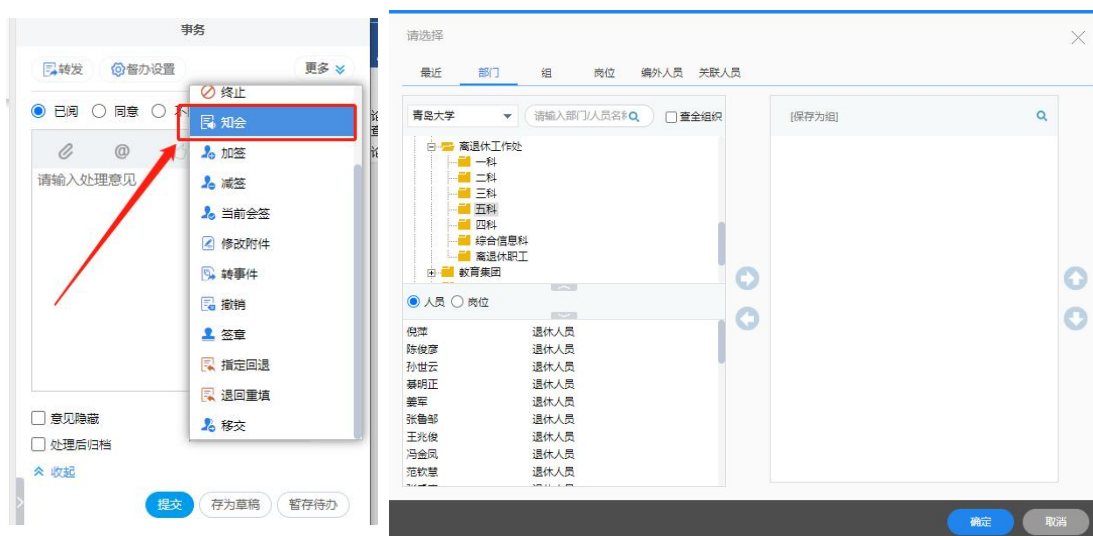 事务
转发
督办设置
更多
已阅
同意
终止
知会
加签
减签
当前会签
修改附件
转事件
撤销
签章
指定回退
退回重填
移交
@
请输入处理意见
意见隐藏
处理后归档
收起
提交
存为草稿
暂存待办
请选择
最近
部门
组
岗位
编外人员
关联人员
青岛大学
请输入部门/人员名称
查全组织
离退休工作处
一科
二科
三科
五科
四科
综合信息科
离退休职工
教育集团
人员
岗位
倪萍 退休人员
陈俊彦 退休人员
孙世云 退休人员
綦明正 退休人员
姜军 退休人员
张鲁邹 退休人员
王兆俊 退休人员
冯金凤 退休人员
范钦慧 退休人员
[保存为组]
确定
取消